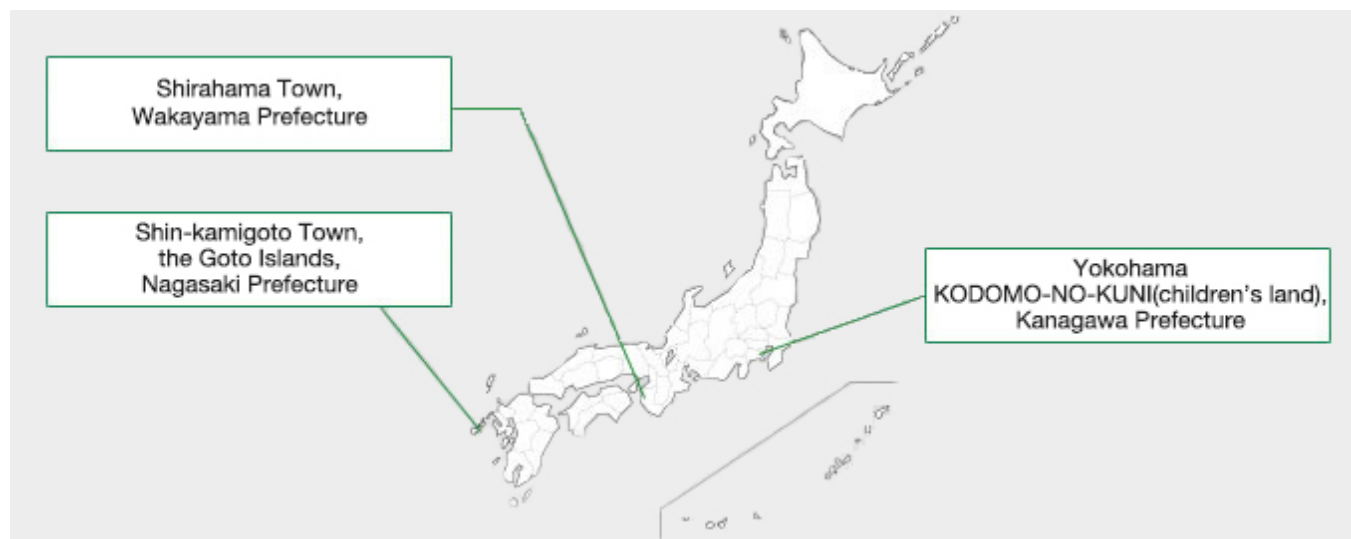 Shirahama Town,
Wakayama Prefecture
Shin-kamigoto Town,
the Goto Islands,
Nagasaki Prefecture
Yokohama
KODOMO-NO-KUNI(children's land),
Kanagawa Prefecture